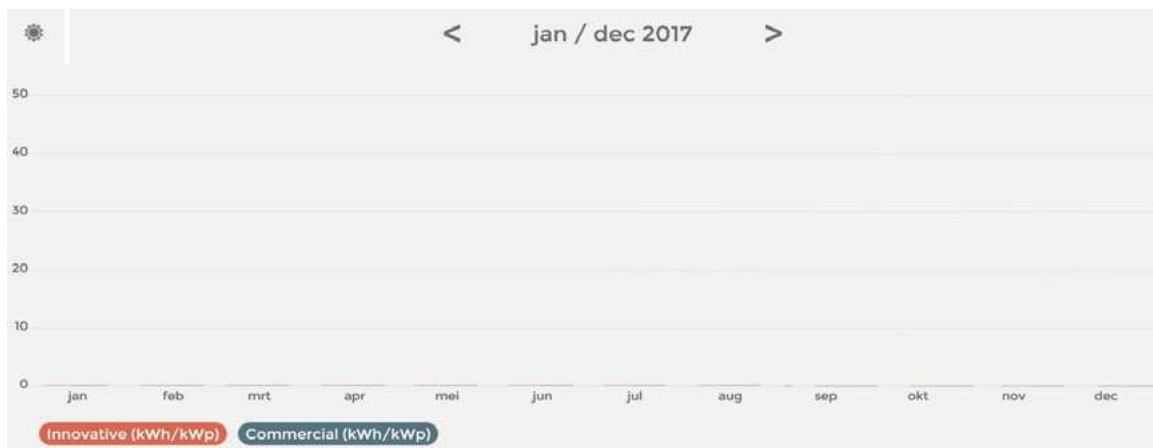 < jan / dec 2017 >
50
40
30
20
10
0
jan feb mrt apr mei jun jul aug sep okt nov dec
Innovative (kWh/kWp) Commercial (kWh/kWp)